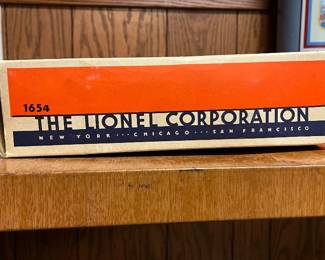 1654
THE LIONEL CORPORATION
NEW YORK ··· CHICAGO ··· SAN FRANCISCO